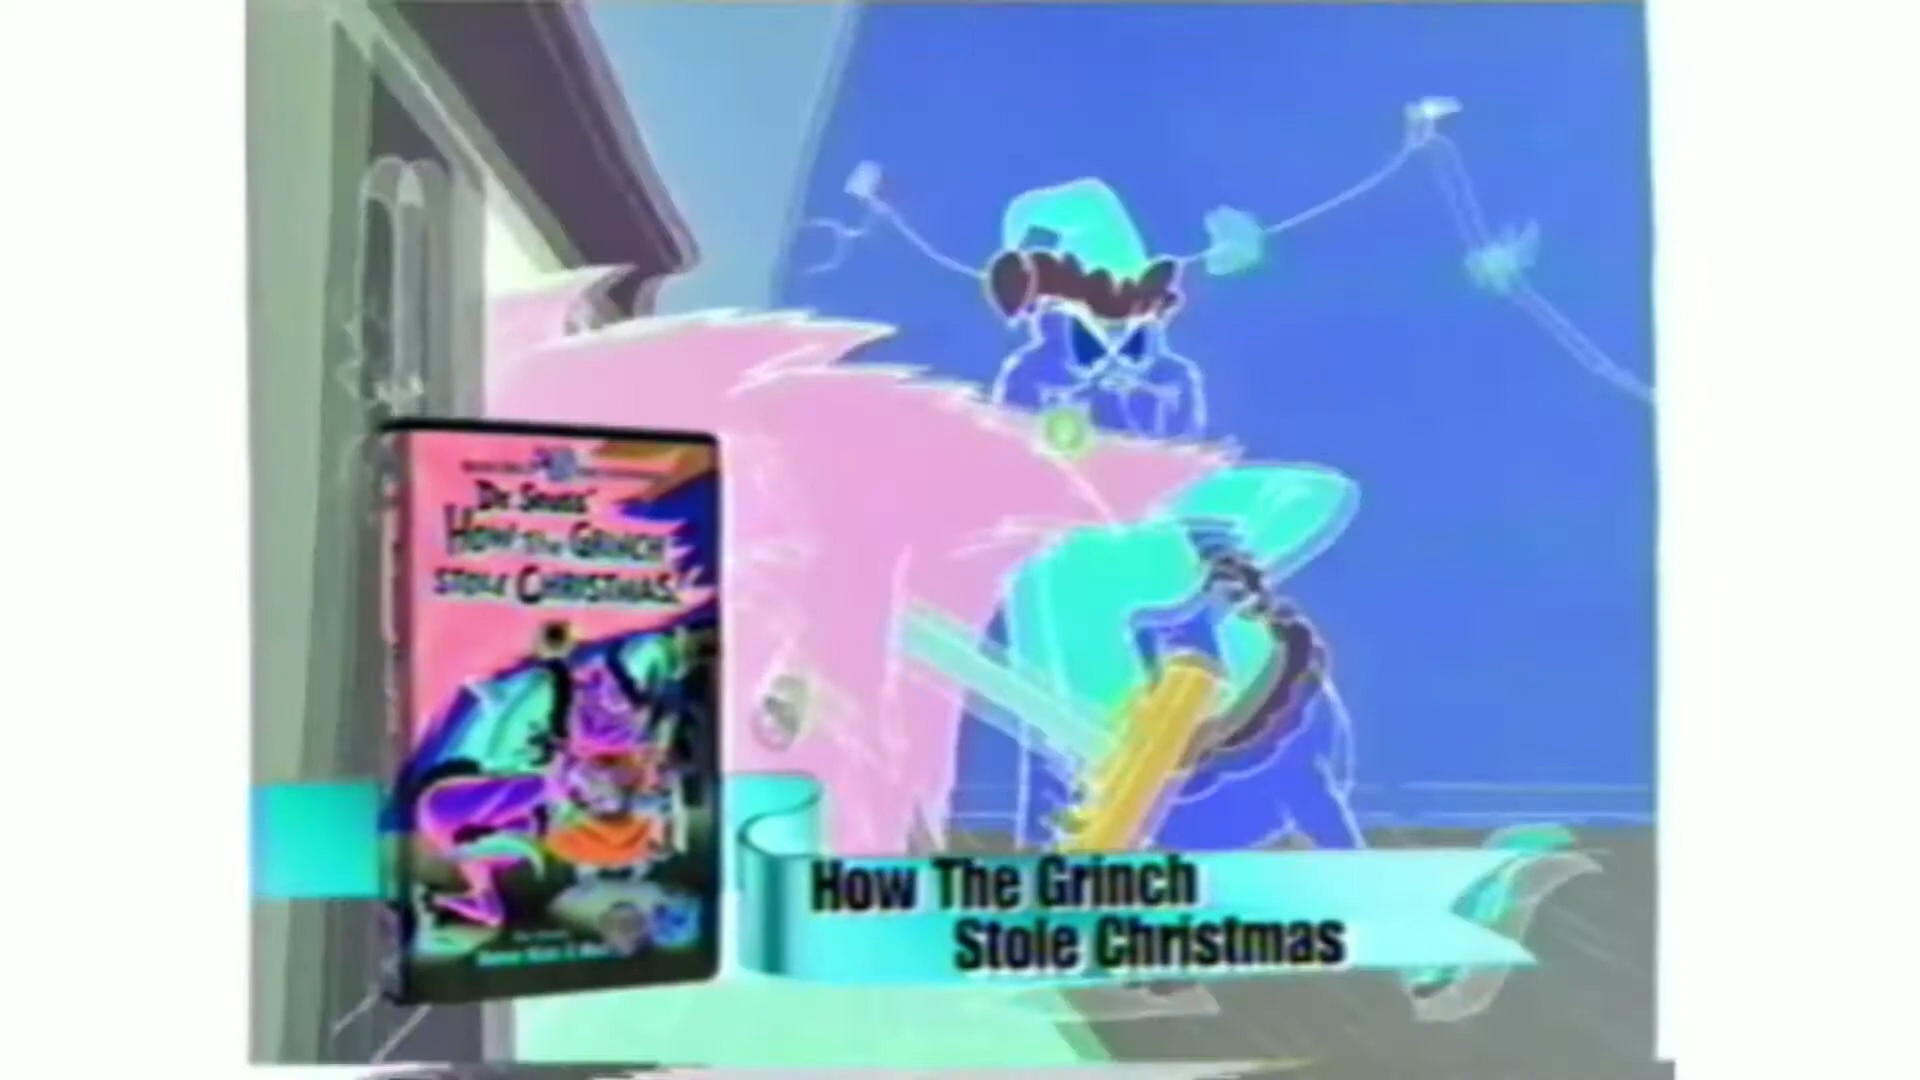 Dr. Seuss'
How the Grinch
Stole Christmas!
How The Grinch
Stole Christmas